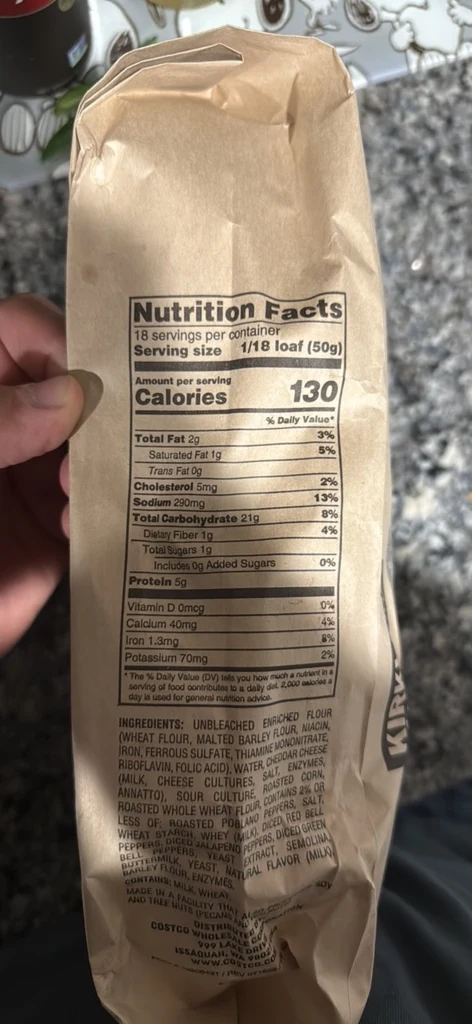 Nutrition Facts
18 servings per container
Serving size 1/18 loaf (50g)
Amount per serving
Calories 130
% Daily Value*
Total Fat 2g 3%
Saturated Fat 1g 5%
Trans Fat 0g
Cholesterol 5mg 2%
Sodium 290mg 13%
Total Carbohydrate 21g 8%
Dietary Fiber 1g 4%
Total Sugars 1g
Includes 0g Added Sugars 0%
Protein 5g
Vitamin D 0mcg 0%
Calcium 40mg 4%
Iron 1.3mg 8%
Potassium 70mg 2%
* The % Daily Value (DV) tells you how much a nutrient in a
serving of food contributes to a daily diet. 2,000 calories a
day is used for general nutrition advice.
INGREDIENTS: UNBLEACHED ENRICHED FLOUR
(WHEAT FLOUR, MALTED BARLEY FLOUR, NIACIN,
IRON, FERROUS SULFATE, THIAMINE MONONITRATE,
RIBOFLAVIN, FOLIC ACID), WATER, CHEDDAR CHEESE
(MILK, CHEESE CULTURES, SALT, ENZYMES,
ANNATTO), SOUR CULTURE, ROASTED CORN,
ROASTED WHOLE WHEAT FLOUR, CONTAINS 2% OR
LESS OF: ROASTED POBLANO PEPPERS, SALT,
WHEAT STARCH, WHEY (MILK), DICED RED BELL
PEPPERS, DICED JALAPENO PEPPERS, DICED GREEN
BELL PEPPERS, YEAST EXTRACT, SEMOLINA,
BUTTERMILK, YEAST, NATURAL FLAVOR (MILK)
BARLEY FLOUR, ENZYMES.
CONTAINS: MILK, WHEAT.
MADE IN A FACILITY THAT
AND TREE NUTS (PECANS
COSTCO WHOLESALE
999 LAKE DRIVE
ISSAQUAH, WA
WWW.COSTCO.CO
KIRK